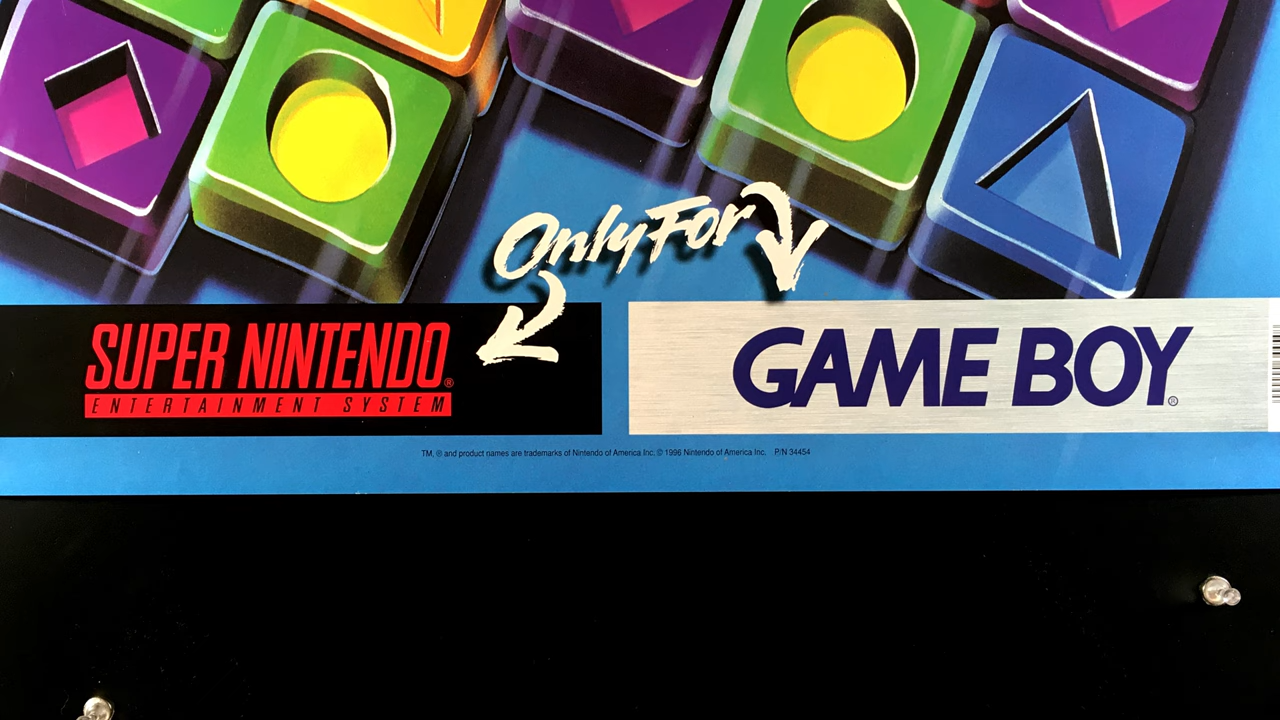 Only For
SUPER NINTENDO®
ENTERTAINMENT SYSTEM
GAME BOY®
TM, ® and product names are trademarks of Nintendo of America Inc. © 1996 Nintendo of America Inc. P/N 34454